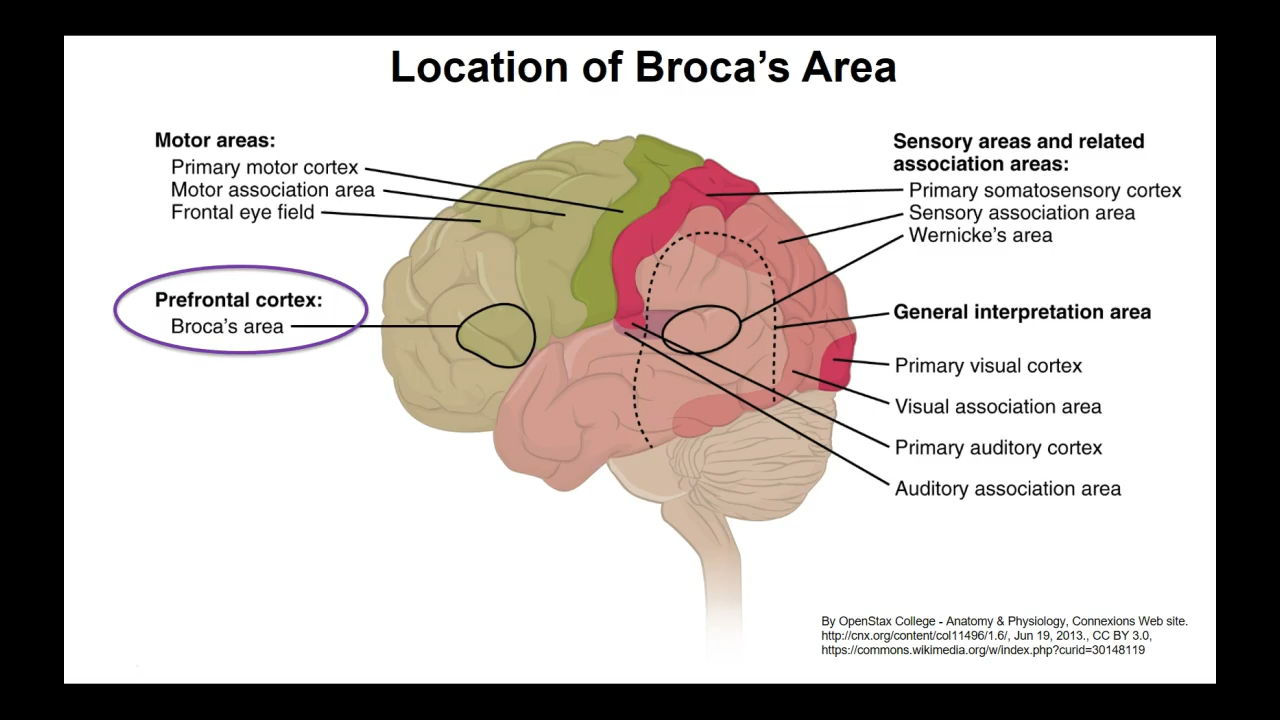 Location of Broca's Area
Motor areas:
Primary motor cortex
Motor association area
Frontal eye field
Prefrontal cortex:
Broca's area
Sensory areas and related
association areas:
Primary somatosensory cortex
Sensory association area
Wernicke's area
General interpretation area
Primary visual cortex
Visual association area
Primary auditory cortex
Auditory association area
By OpenStax College - Anatomy & Physiology, Connexions Web site.
http://cnx.org/content/col11496/1.6/, Jun 19, 2013., CC BY 3.0,
https://commons.wikimedia.org/w/index.php?curid=30148119